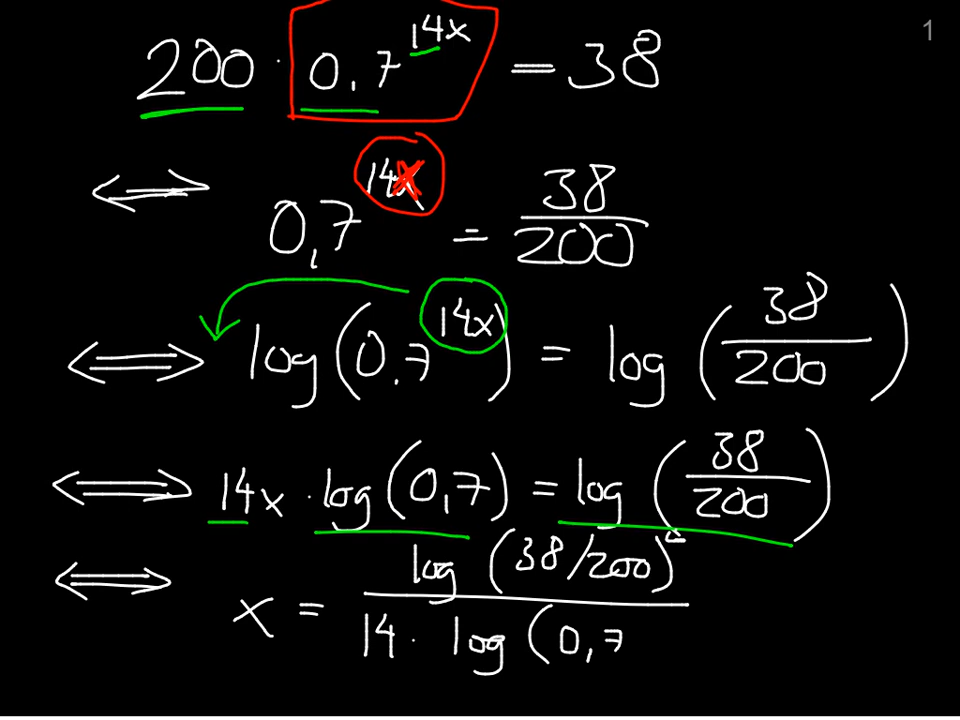 1
200 · 0,7^14x = 38
⟺ 0,7^14x = 38/200
⟺ log(0,7^14x) = log(38/200)
⟺ 14x · log(0,7) = log(38/200)
⟺ x = log(38/200) / 14 · log(0,7